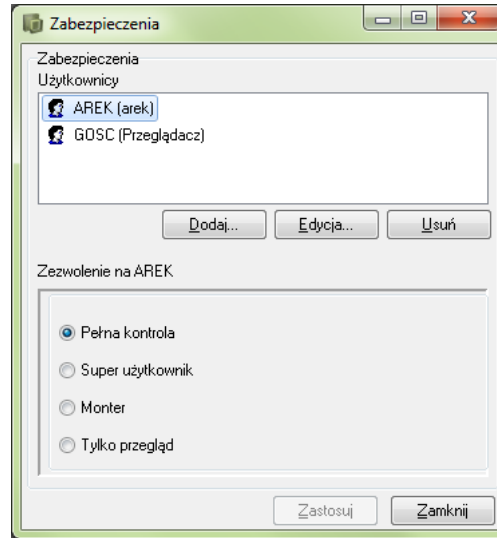 Zabezpieczenia
Zabezpieczenia
Użytkownicy
AREK (arek)
GOSC (Przeglądacz)
Dodaj... Edycja... Usuń
Zezwolenie na AREK
Pełna kontrola
Super użytkownik
Monter
Tylko przegląd
Zastosuj Zamknij